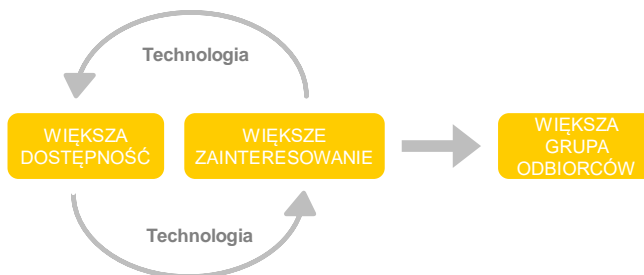 Technologia
WIĘKSZA
DOSTĘPNOŚĆ
WIĘKSZE
ZAINTERESOWANIE
WIĘKSZA
GRUPA
ODBIORCÓW
Technologia